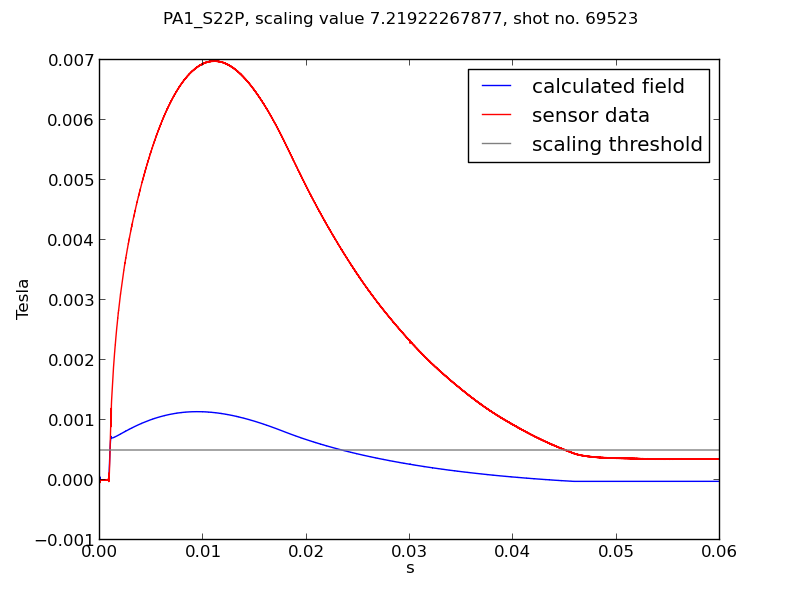 PA1_S22P, scaling value 7.21922267877, shot no. 69523
calculated field
sensor data
scaling threshold
Tesla
0.007
0.006
0.005
0.004
0.003
0.002
0.001
0.000
−0.001
0.00
0.01
0.02
0.03
0.04
0.05
0.06
s